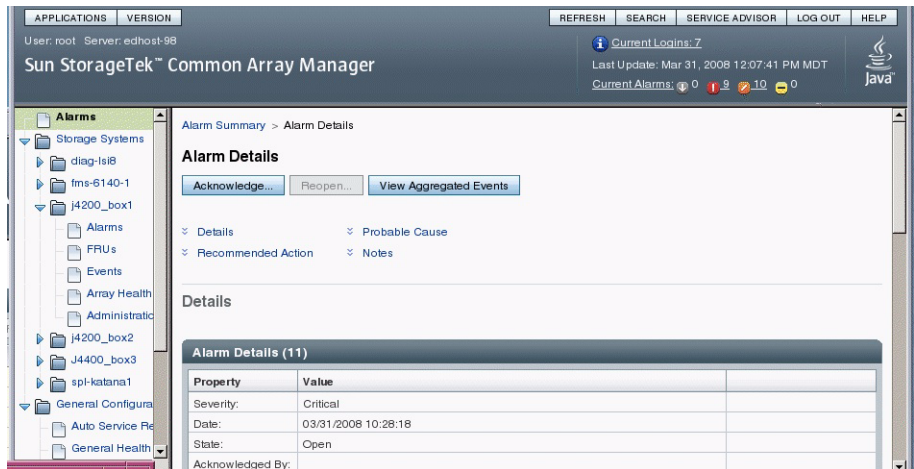 APPLICATIONS VERSION
REFRESH SEARCH SERVICE ADVISOR LOG OUT HELP
User: root Server: edhost-98
Sun StorageTek™ Common Array Manager
Current Logins: 7
Last Update: Mar 31, 2008 12:07:41 PM MDT
Current Alarms: 0 9 10 0
Java™
Alarms
Storage Systems
diag-lsi8
fms-6140-1
j4200_box1
Alarms
FRUs
Events
Array Health
Administratic
j4200_box2
J4400_box3
spl-katana1
General Configura
Auto Service Re
General Health
Alarm Summary > Alarm Details
Alarm Details
Acknowledge... Reopen... View Aggregated Events
Details Probable Cause
Recommended Action Notes
Details
Alarm Details (11)
Property Value
Severity: Critical
Date: 03/31/2008 10:28:18
State: Open
Acknowledged By: